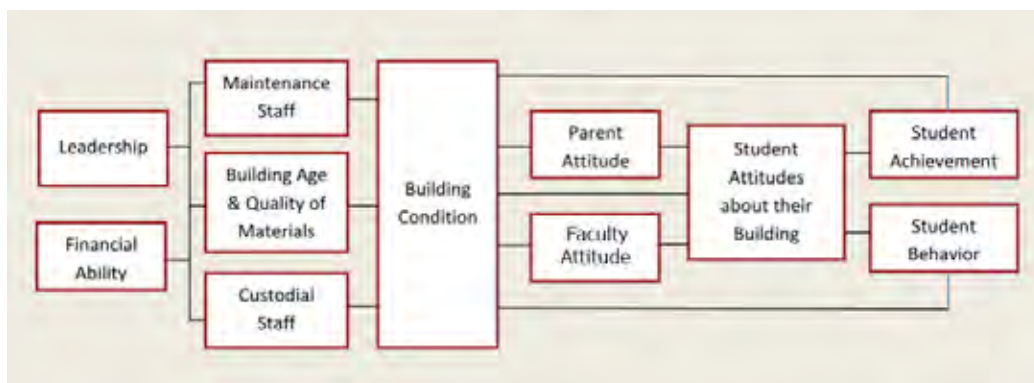 Leadership
Financial
Ability
Maintenance
Staff
Building Age
& Quality of
Materials
Custodial
Staff
Building
Condition
Parent
Attitude
Faculty
Attitude
Student
Attitudes
about their
Building
Student
Achievement
Student
Behavior